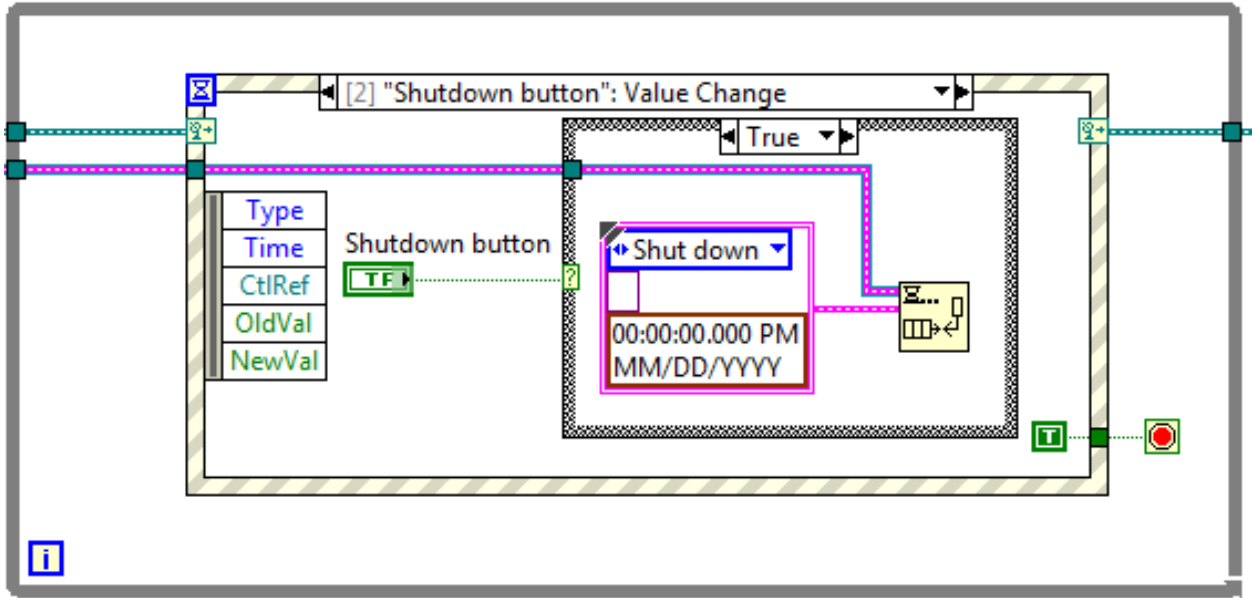 [2] "Shutdown button": Value Change
True
Type
Time
CtlRef
OldVal
NewVal
Shutdown button
TF
?
Shut down
00:00:00.000 PM
MM/DD/YYYY
T
i